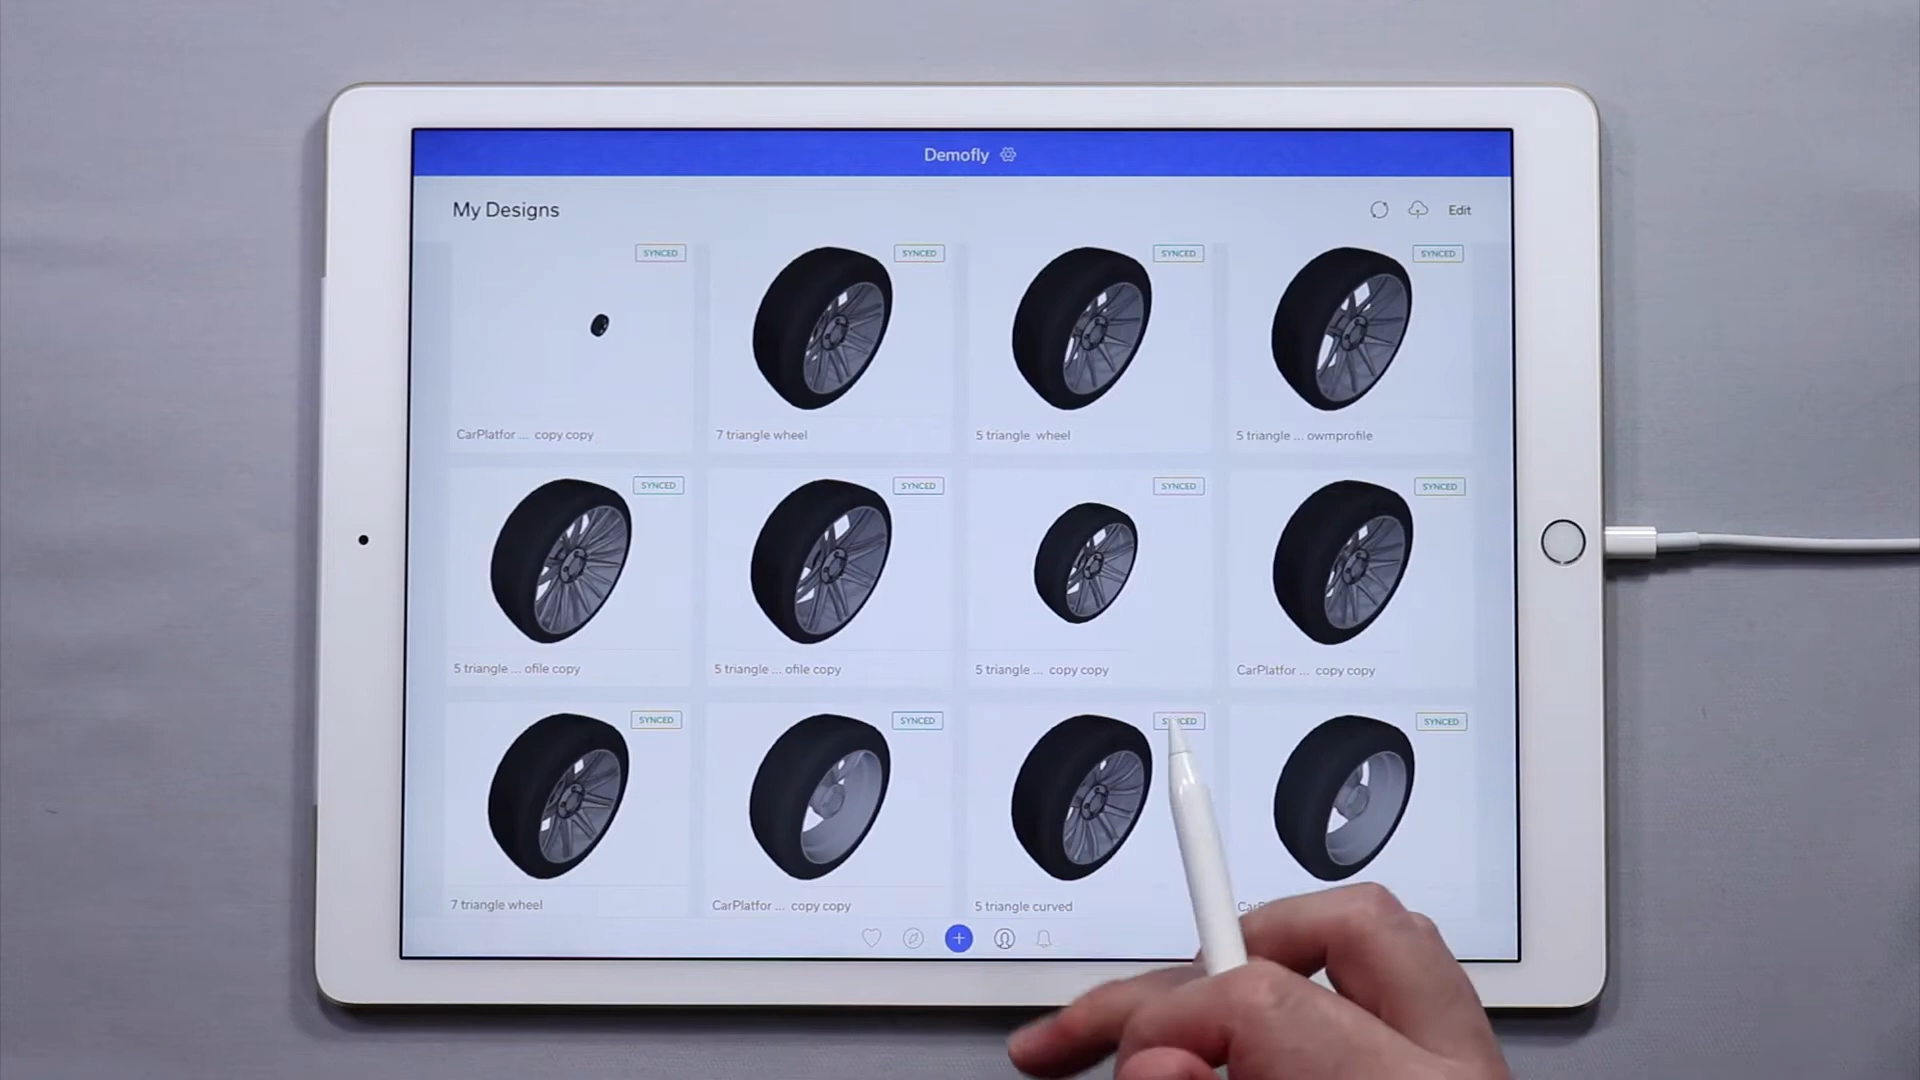 Demofly
My Designs
Edit
SYNCED
SYNCED
SYNCED
SYNCED
CarPlatfor ... copy copy
7 triangle wheel
5 triangle wheel
5 triangle ... owmprofile
SYNCED
SYNCED
SYNCED
SYNCED
5 triangle ... ofile copy
5 triangle ... ofile copy
5 triangle ... copy copy
CarPlatfor ... copy copy
SYNCED
SYNCED
SYNCED
SYNCED
7 triangle wheel
CarPlatfor ... copy copy
5 triangle curved